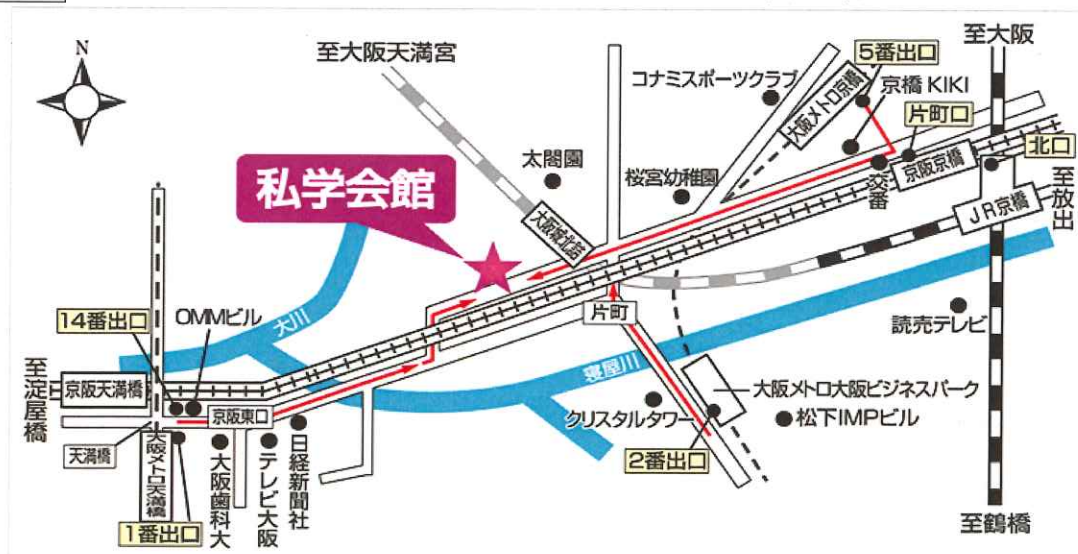 N
至大阪天満宮
コナミスポーツクラブ
大阪メトロ京橋
5番出口
至大阪
京橋KIKI
片町口
北口
太閤園
私学会館
桜宮幼稚園
交番
京阪京橋
至放出
JR京橋
大阪城北詰
大川
14番出口
OMMビル
片町
読売テレビ
寝屋川
至淀屋橋
京阪天満橋
京阪東口
天満橋
大阪メトロ天満橋
1番出口
大阪歯科大
テレビ大阪
日経新聞社
クリスタルタワー
大阪メトロ大阪ビジネスパーク
松下IMPビル
2番出口
至鶴橋